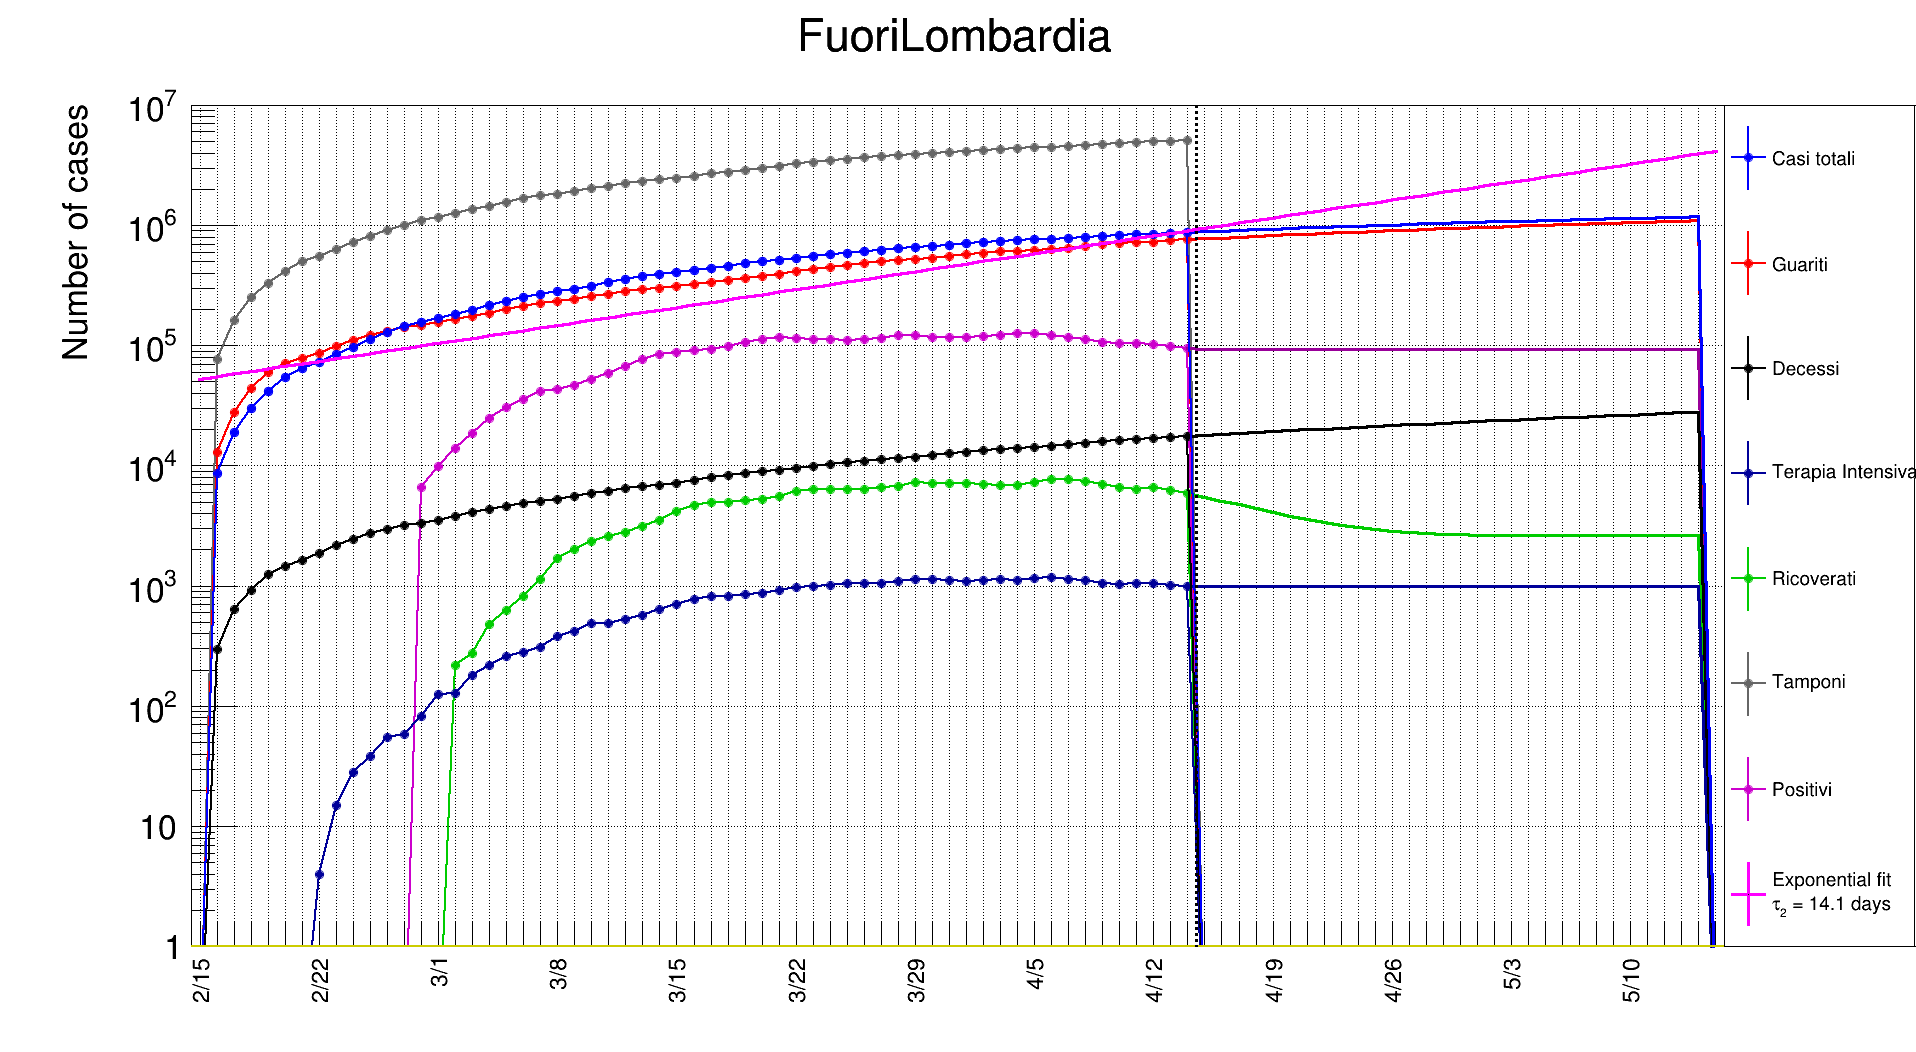 FuoriLombardia
Number of cases
10^7
10^6
10^5
10^4
10^3
10^2
10
1
2/15
2/22
3/1
3/8
3/15
3/22
3/29
4/5
4/12
4/19
4/26
5/3
5/10
Casi totali
Guariti
Decessi
Terapia Intensiva
Ricoverati
Tamponi
Positivi
Exponential fit
τ₂ = 14.1 days